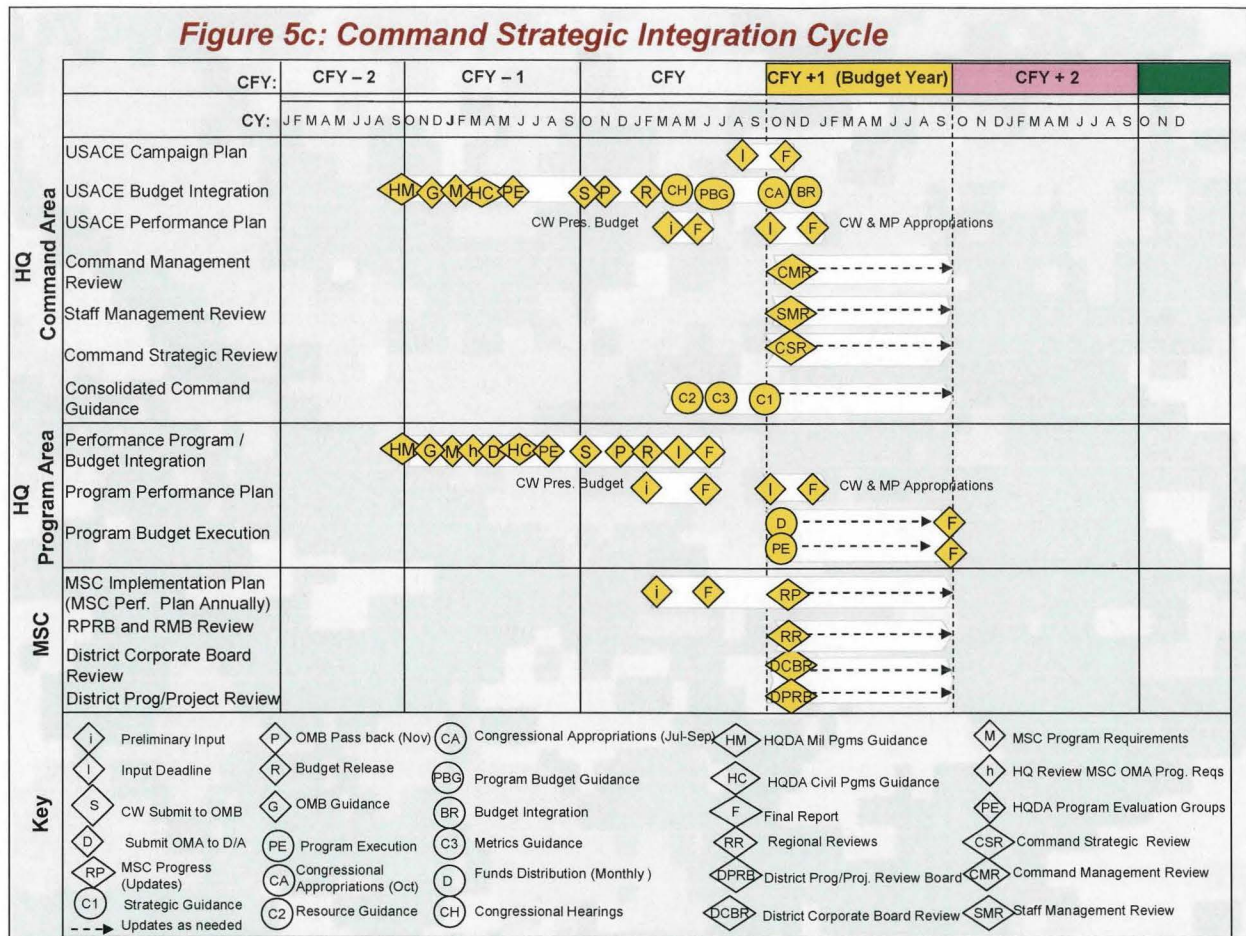 Figure 5c: Command Strategic Integration Cycle
CFY: CFY – 2 CFY – 1 CFY CFY +1 (Budget Year) CFY + 2
CY: J F M A M J J A S O N D J F M A M J J A S O N D J F M A M J J A S O N D J F M A M J J A S O N D J F M A M J J A S O N D
HQ
Command Area
USACE Campaign Plan I F
USACE Budget Integration HM G M HC PE S P R CH PBG CA BR
USACE Performance Plan CW Pres. Budget i F I F CW & MP Appropriations
Command Management
Review CMR
Staff Management Review SMR
Command Strategic Review CSR
Consolidated Command
Guidance C2 C3 C1
HQ
Program Area
Performance Program /
Budget Integration HM G M h D HC PE S P R I F
CW Pres. Budget
Program Performance Plan i F I F CW & MP Appropriations
Program Budget Execution D F
PE F
MSC
MSC Implementation Plan
(MSC Perf. Plan Annually) i F RP
RPRB and RMB Review RR
District Corporate Board
Review DCBR
District Prog/Project Review DPRB
Key
i Preliminary Input
I Input Deadline
S CW Submit to OMB
D Submit OMA to D/A
RP MSC Progress
(Updates)
C1 Strategic Guidance
Updates as needed
P OMB Pass back (Nov)
R Budget Release
G OMB Guidance
PE Program Execution
CA Congressional
Appropriations (Oct)
C2 Resource Guidance
CA Congressional Appropriations (Jul-Sep)
PBG Program Budget Guidance
BR Budget Integration
C3 Metrics Guidance
D Funds Distribution (Monthly )
CH Congressional Hearings
HM HQDA Mil Pgms Guidance
HC HQDA Civil Pgms Guidance
F Final Report
RR Regional Reviews
DPRB District Prog/Proj. Review Board
DCBR District Corporate Board Review
M MSC Program Requirements
h HQ Review MSC OMA Prog. Reqs
PE HQDA Program Evaluation Groups
CSR Command Strategic Review
CMR Command Management Review
SMR Staff Management Review